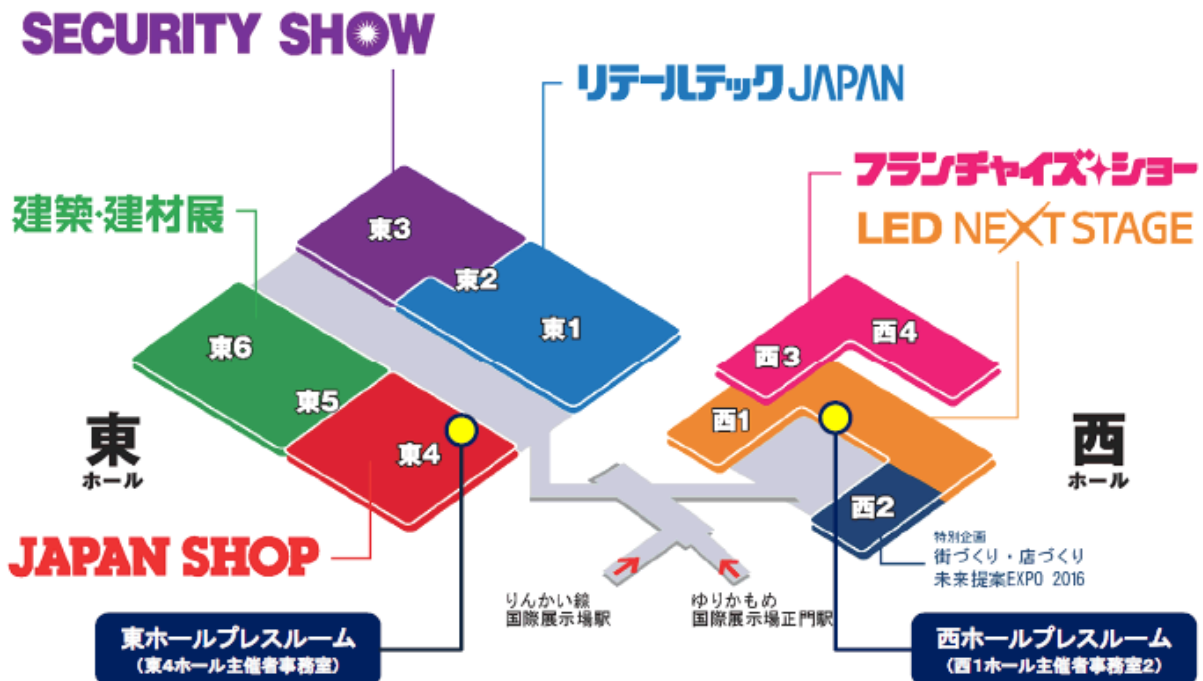 SECURITY SHOW
リテールテックJAPAN
フランチャイズ✦ショー
LED NEXT STAGE
建築・建材展
東3
東2
東1
東6
東5
東4
西3
西4
西1
西2
東
ホール
西
ホール
JAPAN SHOP
特別企画
街づくり・店づくり
未来提案EXPO 2016
りんかい線
国際展示場駅
ゆりかもめ
国際展示場正門駅
東ホールプレスルーム
(東4ホール主催者事務室)
西ホールプレスルーム
(西1ホール主催者事務室2)